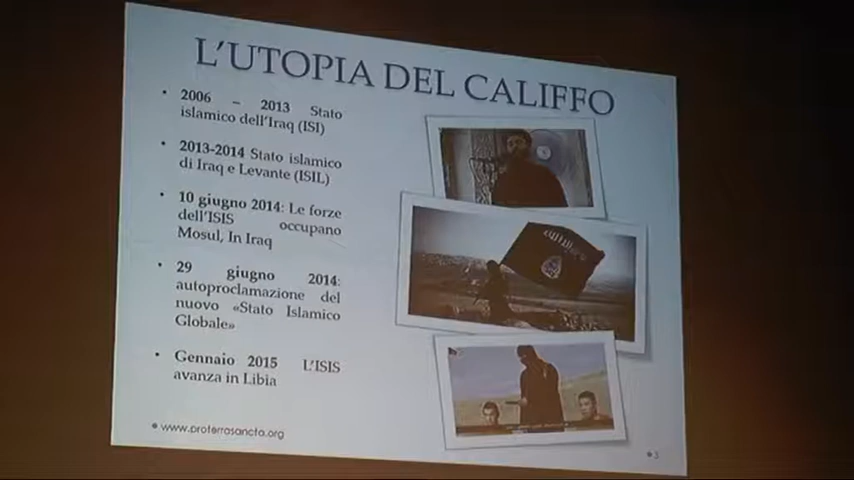 L'UTOPIA DEL CALIFFO
• 2006 – 2013 Stato
islamico dell'Iraq (ISI)
• 2013-2014 Stato islamico
di Iraq e Levante (ISIL)
• 10 giugno 2014: Le forze
dell'ISIS occupano
Mosul, In Iraq
• 29 giugno 2014:
autoproclamazione del
nuovo «Stato Islamico
Globale»
• Gennaio 2015 L'ISIS
avanza in Libia
• www.proterrasancta.org
• 3